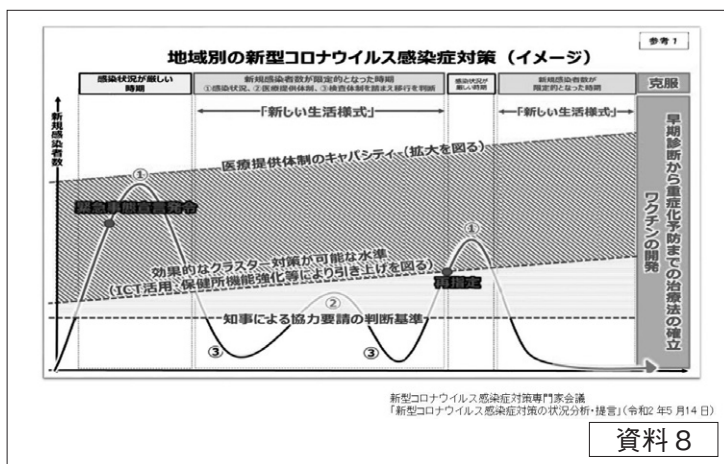 参考1
地域別の新型コロナウイルス感染症対策（イメージ）
感染状況が厳しい
時期
新規感染者数が限定的となった時期
①感染状況、②医療提供体制、③検査体制を踏まえ移行を判断
感染状況が
厳しい時期
新規感染者数が
限定的となった時期
克服
「新しい生活様式」
「新しい生活様式」
新規感染者数
医療提供体制のキャパシティ（拡大を図る）
①
緊急事態宣言発令
①
効果的なクラスター対策が可能な水準
（ICT活用・保健所機能強化等により引き上げを図る）
再指定
②
知事による協力要請の判断基準
③
③
早期診断から重症化予防までの治療法の確立
ワクチンの開発
新型コロナウイルス感染症対策専門家会議
「新型コロナウイルス感染症対策の状況分析・提言」（令和2年5月14日）
資料8